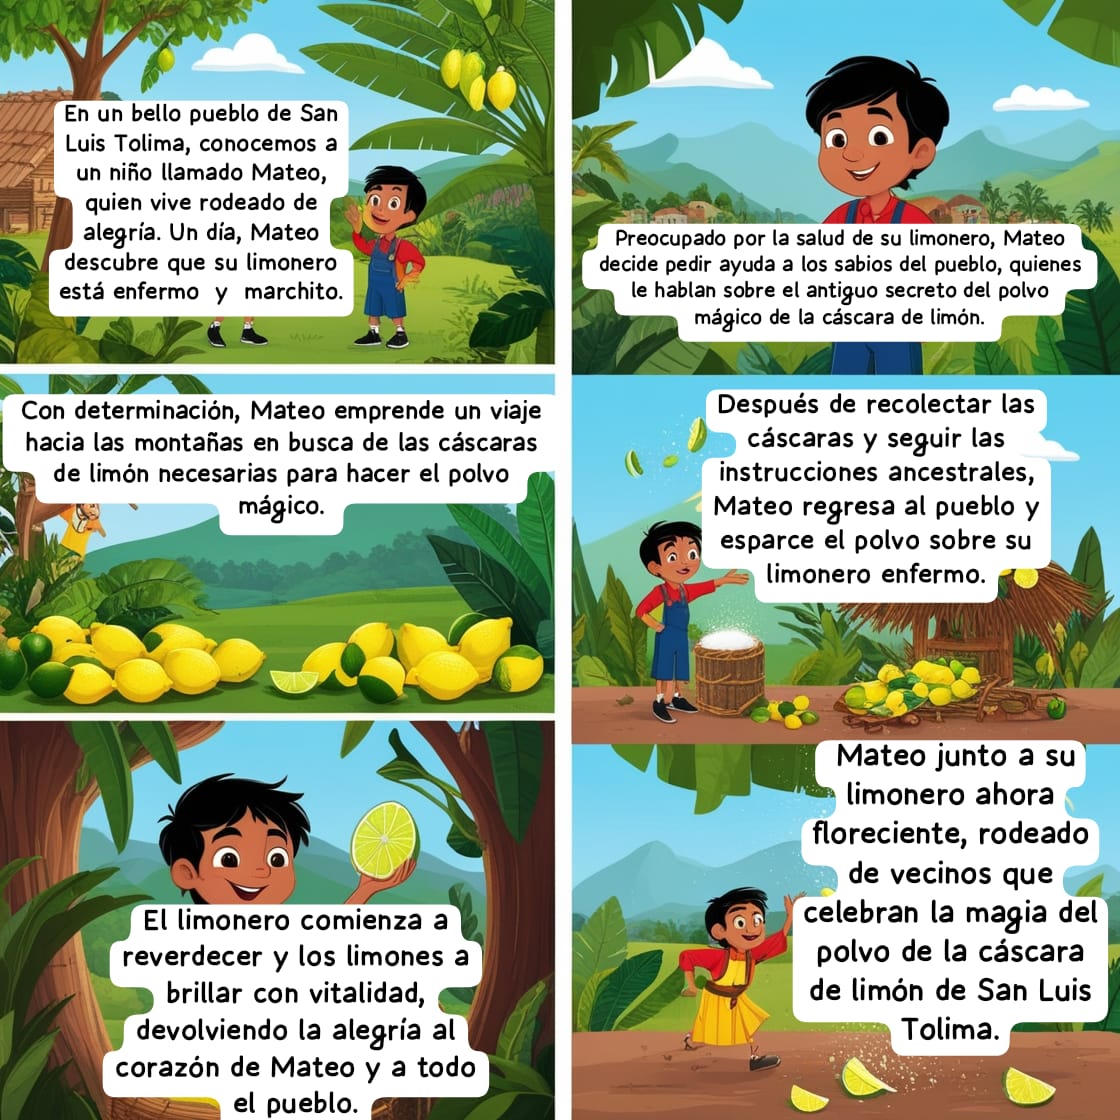 En un bello pueblo de San
Luis Tolima, conocemos a
un niño llamado Mateo,
quien vive rodeado de
alegría. Un día, Mateo
descubre que su limonero
está enfermo y marchito.
Preocupado por la salud de su limonero, Mateo
decide pedir ayuda a los sabios del pueblo, quienes
le hablan sobre el antiguo secreto del polvo
mágico de la cáscara de limón.
Con determinación, Mateo emprende un viaje
hacia las montañas en busca de las cáscaras
de limón necesarias para hacer el polvo
mágico.
Después de recolectar las
cáscaras y seguir las
instrucciones ancestrales,
Mateo regresa al pueblo y
esparce el polvo sobre su
limonero enfermo.
El limonero comienza a
reverdecer y los limones a
brillar con vitalidad,
devolviendo la alegría al
corazón de Mateo y a todo
el pueblo.
Mateo junto a su
limonero ahora
floreciente, rodeado
de vecinos que
celebran la magia del
polvo de la cáscara
de limón de San Luis
Tolima.